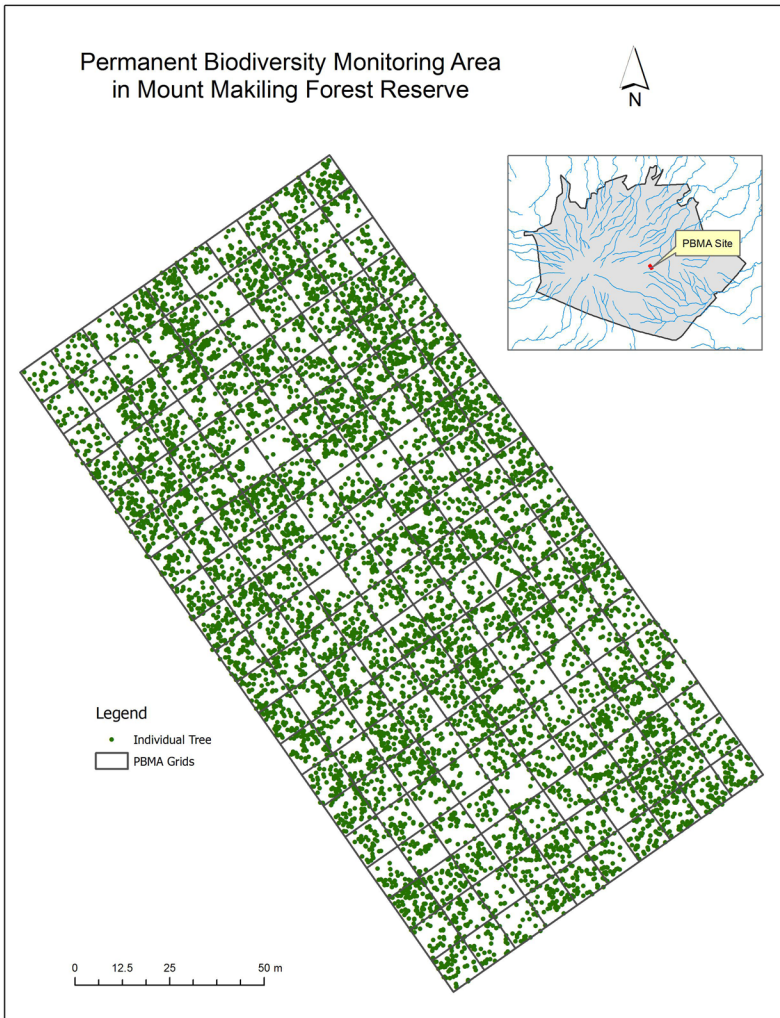 Permanent Biodiversity Monitoring Area
in Mount Makiling Forest Reserve
N
PBMA Site
Legend
Individual Tree
PBMA Grids
0 12.5 25 50 m